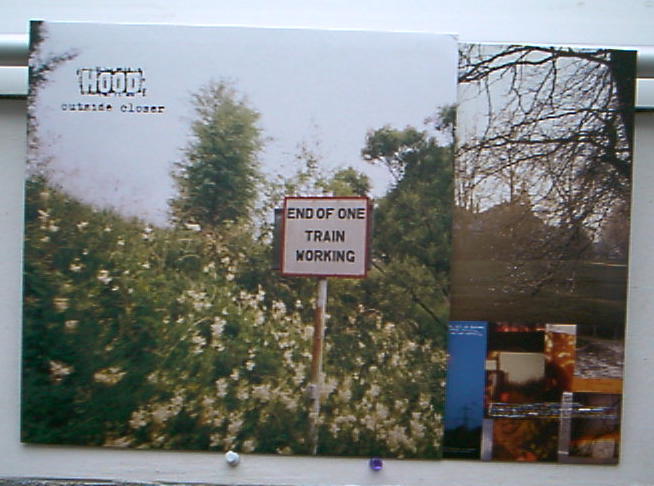 HOOD
outside closer
END OF ONE
TRAIN
WORKING